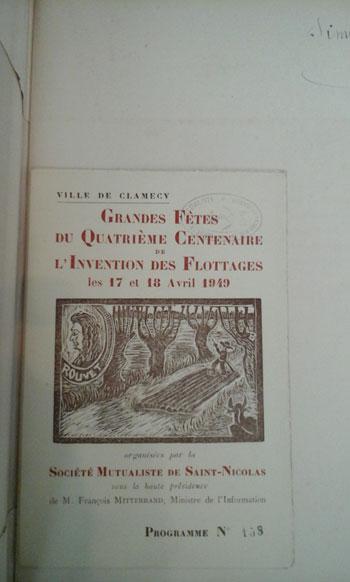 VILLE DE CLAMECY
GRANDES FÊTES
DU QUATRIÈME CENTENAIRE
DE
L'INVENTION DES FLOTTAGES
les 17 et 18 Avril 1949
ROUVET
organisées par la
SOCIÉTÉ MUTUALISTE DE SAINT-NICOLAS
sous la haute présidence
de M. François MITTERRAND, Ministre de l'Information
PROGRAMME N° 158